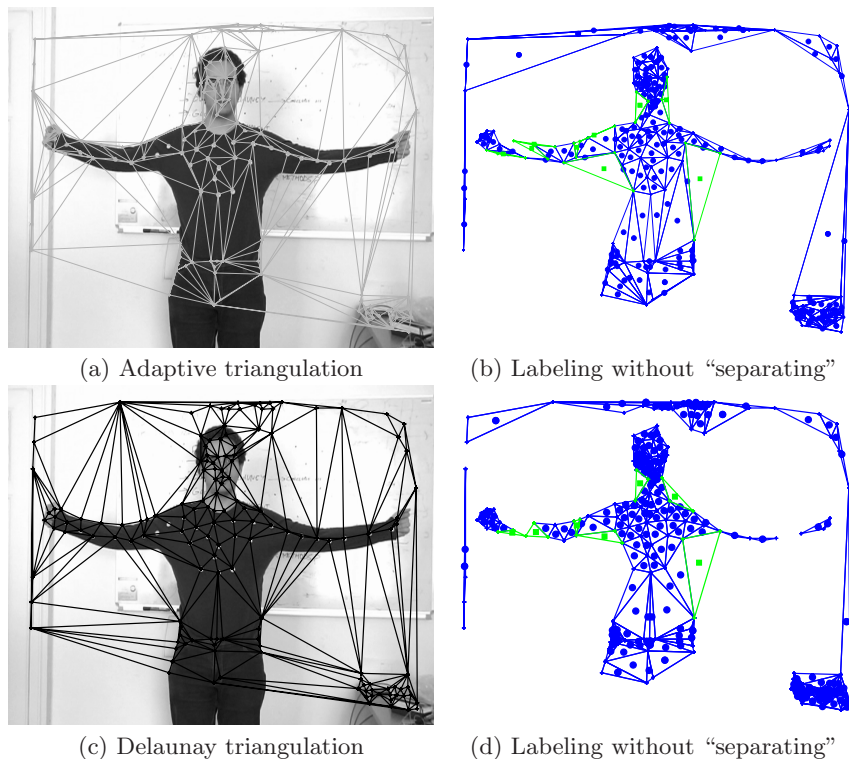 (a) Adaptive triangulation
(b) Labeling without “separating”
(c) Delaunay triangulation
(d) Labeling without “separating”